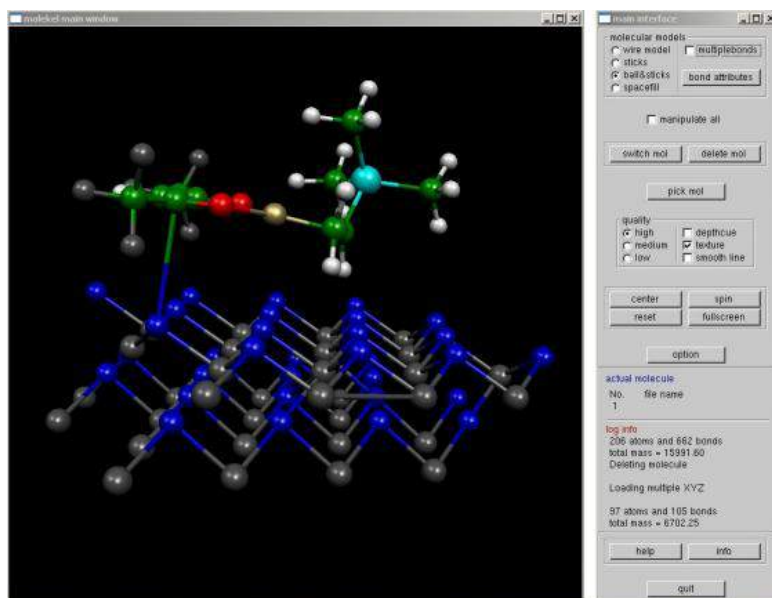 molekel main window
main interface
molecular models
wire model
multiplebonds
sticks
ball&sticks
bond attributes
spacefill
manipulate all
switch mol
delete mol
pick mol
quality
high
depthcue
medium
texture
low
smooth line
center
spin
reset
fullscreen
option
actual molecule
No. file name
1
log info
206 atoms and 662 bonds
total mass = 15991.60
Deleting molecule
Loading multiple XYZ
97 atoms and 105 bonds
total mass = 6702.25
help
info
quit